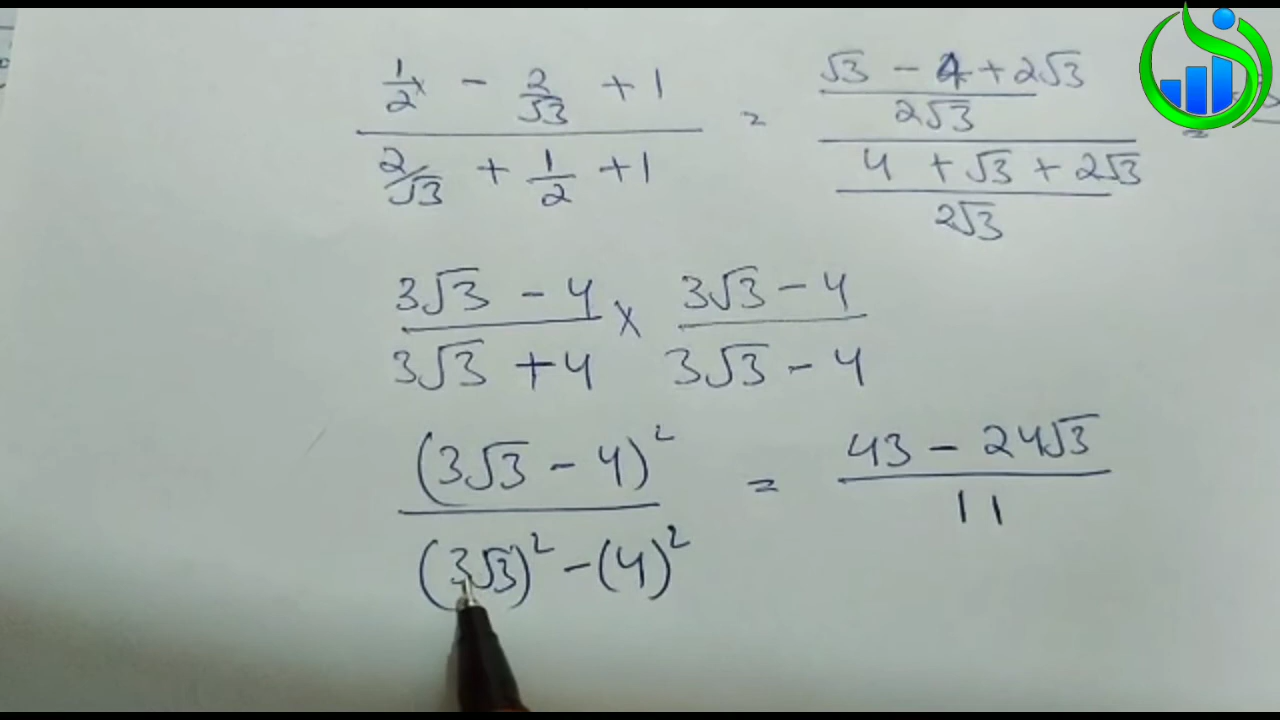 1/2 - 2/√3 + 1 = √3 - 4 + 2√3 =
2/√3 + 1/2 + 1 2√3
4 + √3 + 2√3
2√3
3√3 - 4 × 3√3 - 4
3√3 + 4 3√3 - 4
(3√3 - 4)² = 43 - 24√3
(3√3)² - (4)² 11